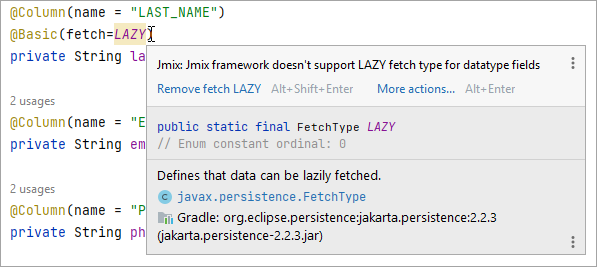 @Column(name = "LAST_NAME")
@Basic(fetch=LAZY)
private String la
Jmix: Jmix framework doesn't support LAZY fetch type for datatype fields
Remove fetch LAZY Alt+Shift+Enter More actions... Alt+Enter
2 usages
@Column(name = "E
private String em
public static final FetchType LAZY
// Enum constant ordinal: 0
Defines that data can be lazily fetched.
2 usages
@Column(name = "P
private String ph
javax.persistence.FetchType
Gradle: org.eclipse.persistence:jakarta.persistence:2.2.3
(jakarta.persistence-2.2.3.jar)